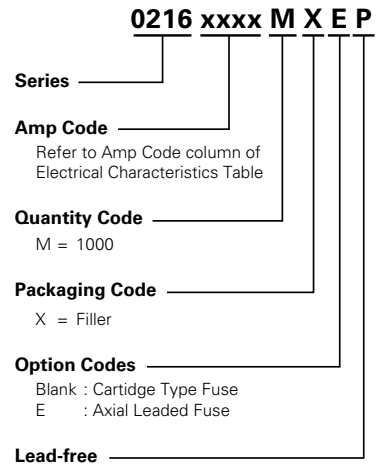 0216 xxxx M X E P
Series
Amp Code
Refer to Amp Code column of
Electrical Characteristics Table
Quantity Code
M = 1000
Packaging Code
X = Filler
Option Codes
Blank : Cartidge Type Fuse
E : Axial Leaded Fuse
Lead-free